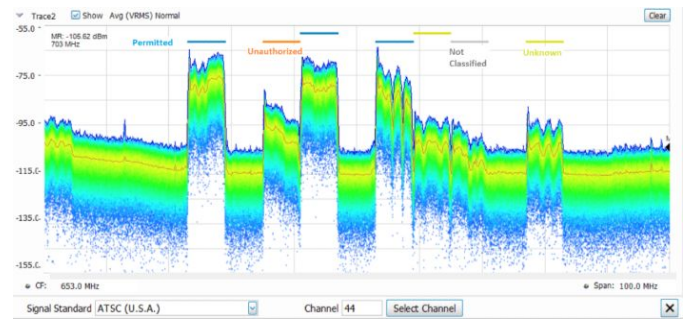 Trace2 Show Avg (VRMS) Normal Clear
-55.0
MR: -106.62 dBm
703 MHz
Permitted
Unauthorized
Not
Classified
Unknown
-75.0
-95.0
-115.0
-135.0
-155.0
CF: 653.0 MHz Span: 100.0 MHz
Signal Standard ATSC (U.S.A.) Channel 44 Select Channel